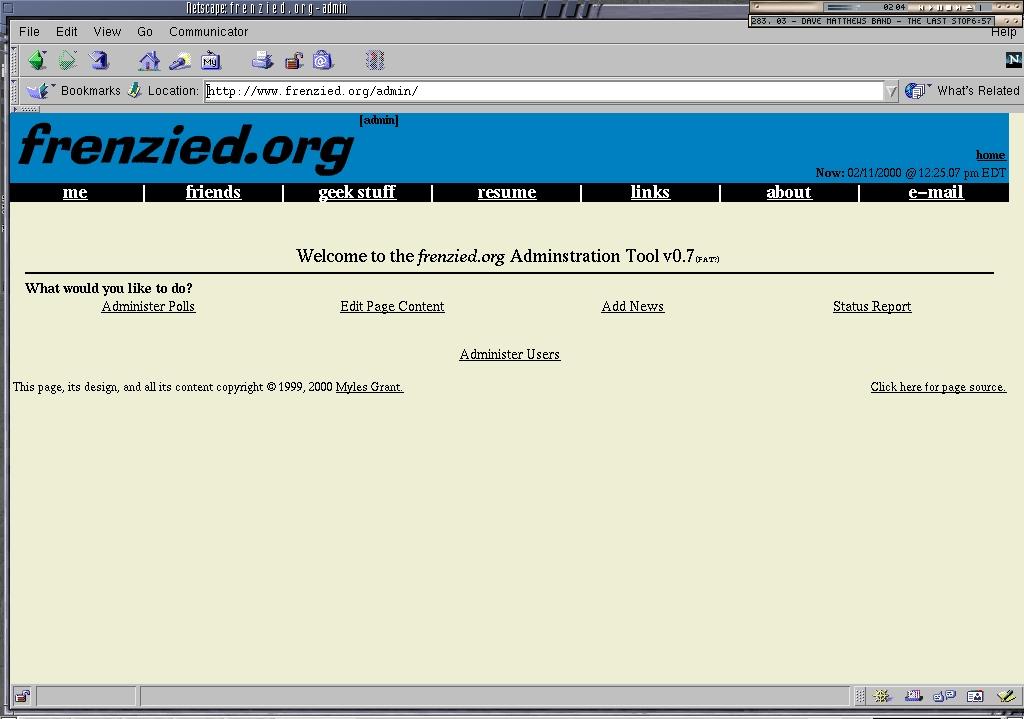 Netscape: f r e n z i e d . o r g - admin
02 04
283. 03 - DAVE MATTHEWS BAND - THE LAST STOP6:57
File Edit View Go Communicator Help
My
N
Bookmarks Location: http://www.frenzied.org/admin/ What's Related
[admin]
frenzied.org
home
Now: 02/11/2000 @ 12:25.07 pm EDT
me | friends | geek stuff | resume | links | about | e-mail
Welcome to the frenzied.org Adminstration Tool v0.7(FAT?)
What would you like to do?
Administer Polls Edit Page Content Add News Status Report
Administer Users
This page, its design, and all its content copyright © 1999, 2000 Myles Grant. Click here for page source.